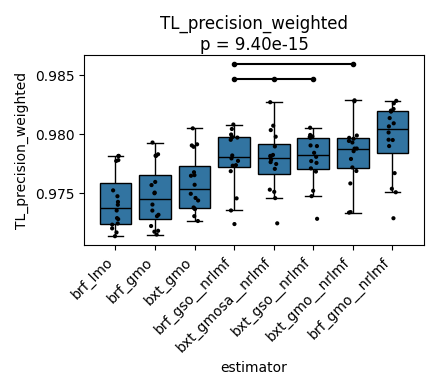 TL_precision_weighted
p = 9.40e-15
TL_precision_weighted
0.985
0.980
0.975
brf_lmo
brf_gmo
bxt_gmo
brf_gso__nrlmf
bxt_gmosa__nrlmf
bxt_gso__nrlmf
bxt_gmo__nrlmf
brf_gmo__nrlmf
estimator